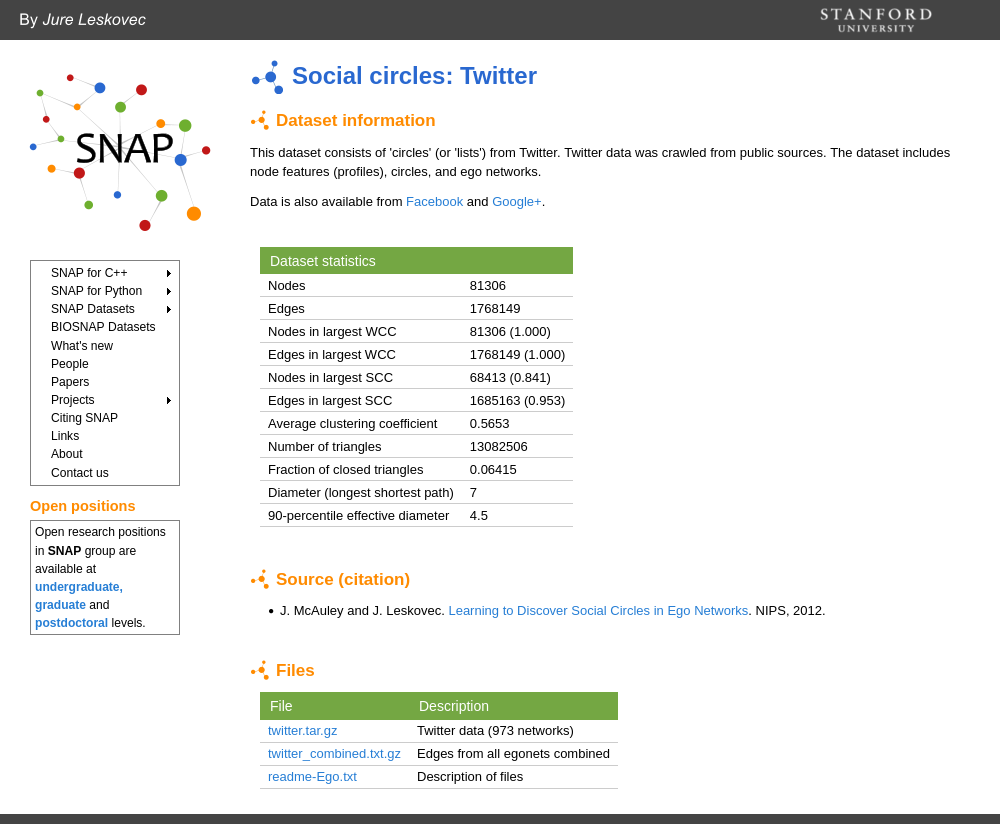 By Jure Leskovec
STANFORD
UNIVERSITY
SNAP
SNAP for C++
SNAP for Python
SNAP Datasets
BIOSNAP Datasets
What's new
People
Papers
Projects
Citing SNAP
Links
About
Contact us
Open positions
Open research positions
in SNAP group are
available at
undergraduate,
graduate and
postdoctoral levels.
Social circles: Twitter
Dataset information
This dataset consists of 'circles' (or 'lists') from Twitter. Twitter data was crawled from public sources. The dataset includes
node features (profiles), circles, and ego networks.
Data is also available from Facebook and Google+.
Dataset statistics
Nodes 81306
Edges 1768149
Nodes in largest WCC 81306 (1.000)
Edges in largest WCC 1768149 (1.000)
Nodes in largest SCC 68413 (0.841)
Edges in largest SCC 1685163 (0.953)
Average clustering coefficient 0.5653
Number of triangles 13082506
Fraction of closed triangles 0.06415
Diameter (longest shortest path) 7
90-percentile effective diameter 4.5
Source (citation)
• J. McAuley and J. Leskovec. Learning to Discover Social Circles in Ego Networks. NIPS, 2012.
Files
File Description
twitter.tar.gz Twitter data (973 networks)
twitter_combined.txt.gz Edges from all egonets combined
readme-Ego.txt Description of files